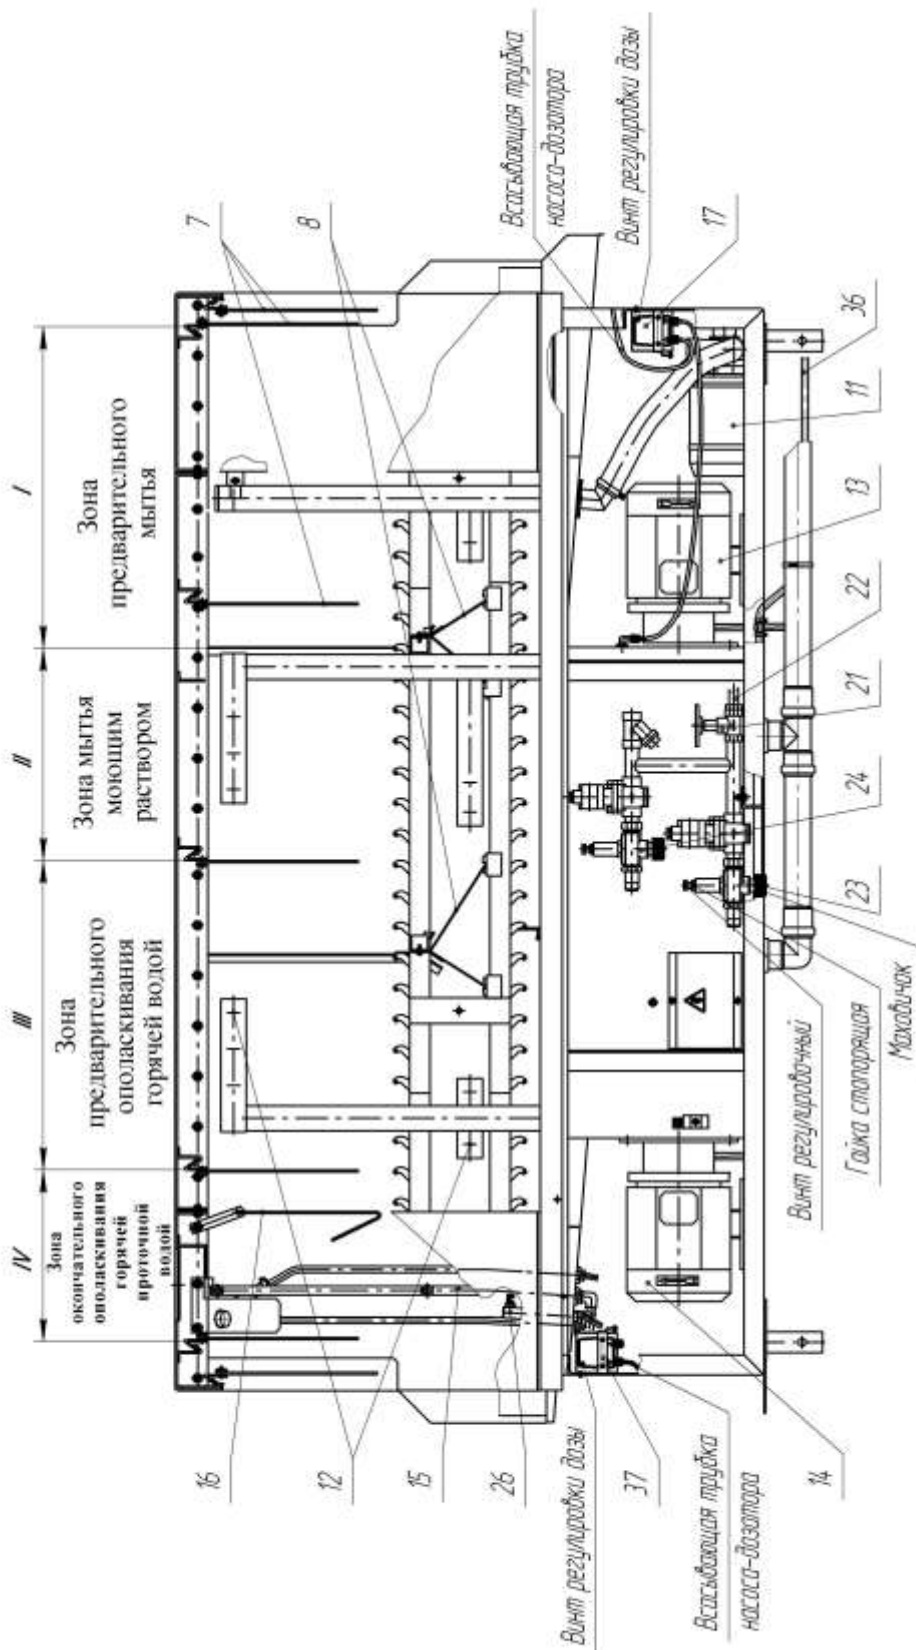 IV
III
II
I
Зона
окончательного
ополаскивания
горячей
проточной
водой
Зона
предварительного
ополаскивания
горячей водой
Зона мытья
моющим
раствором
Зона
предварительного
мытья
16
12
15
26
Винт регулировки дозы
37
Всасывающая трубка
насоса-дозатора
14
7
8
Всасывающая трубка
насоса-дозатора
Винт регулировки дозы
17
36
11
13
22
21
24
23
Маховичок
Гайка стопорящая
Винт регулировочный